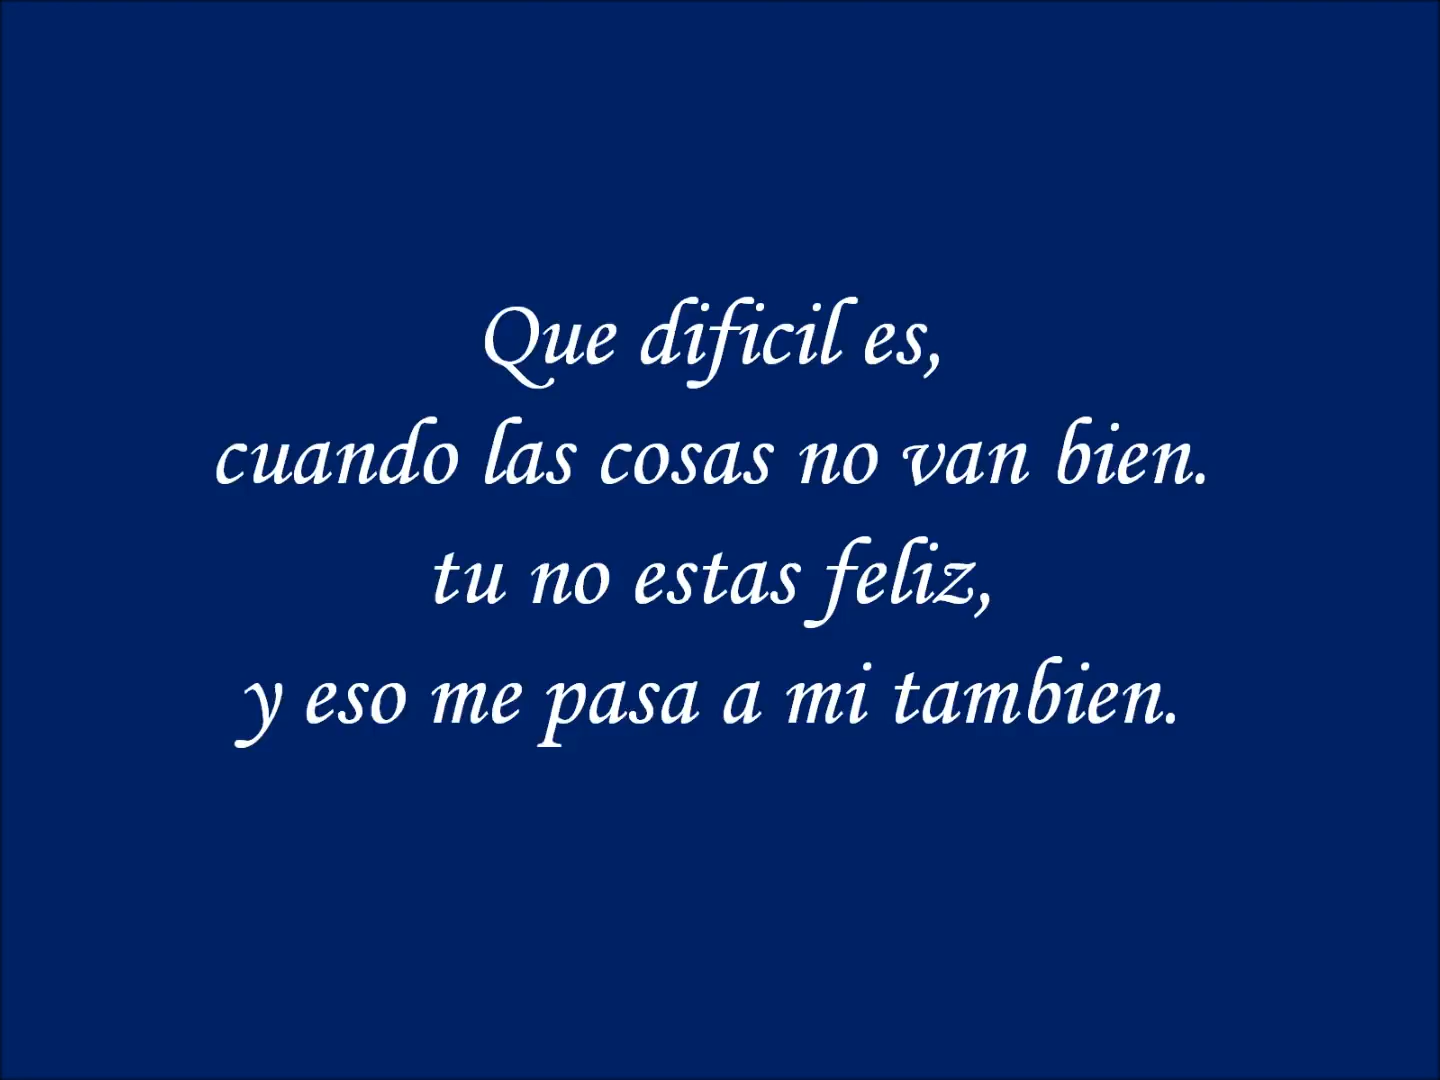 Que dificil es,
cuando las cosas no van bien.
tu no estas feliz,
y eso me pasa a mi tambien.